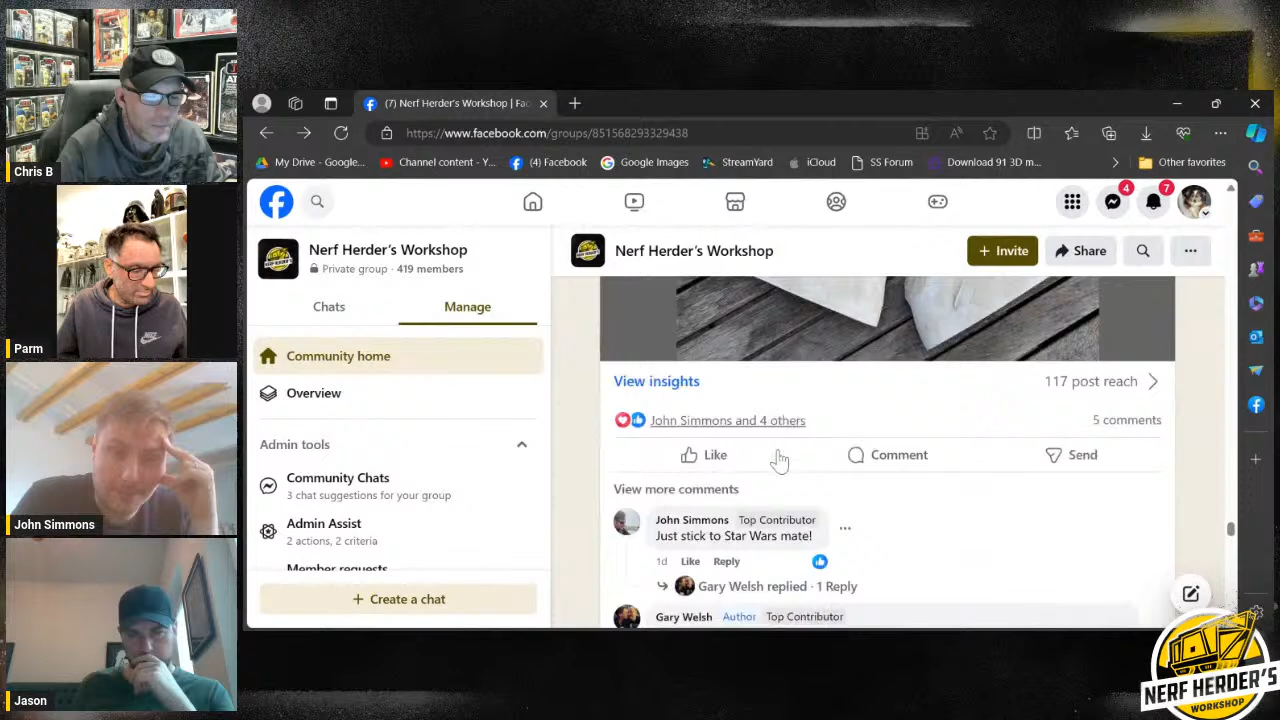 Chris B
Parm
John Simmons
Jason
(7) Nerf Herder's Workshop | Fac
https://www.facebook.com/groups/851568293329438
My Drive - Google...
Channel content - Y...
(4) Facebook
Google Images
StreamYard
iCloud
SS Forum
Download 91 3D m...
Other favorites
4
7
Nerf Herder's Workshop
Private group · 419 members
Chats
Manage
Community home
Overview
Admin tools
Community Chats
3 chat suggestions for your group
Admin Assist
2 actions, 2 criteria
Member requests
+ Create a chat
Nerf Herder's Workshop
+ Invite
Share
View insights
117 post reach
John Simmons and 4 others
5 comments
Like
Comment
Send
View more comments
John Simmons Top Contributor
Just stick to Star Wars mate!
1d Like Reply
Gary Welsh replied · 1 Reply
Gary Welsh Author Top Contributor
NERF HERDER'S
WORKSHOP